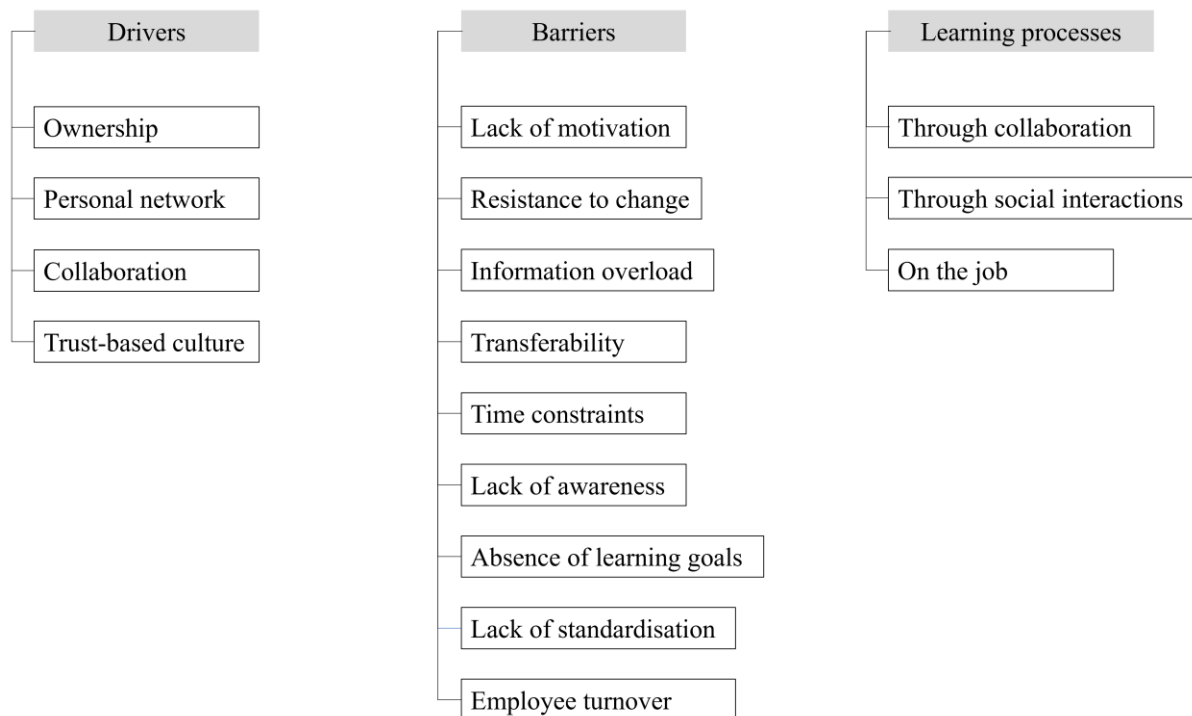 Drivers
Ownership
Personal network
Collaboration
Trust-based culture
Barriers
Lack of motivation
Resistance to change
Information overload
Transferability
Time constraints
Lack of awareness
Absence of learning goals
Lack of standardisation
Employee turnover
Learning processes
Through collaboration
Through social interactions
On the job